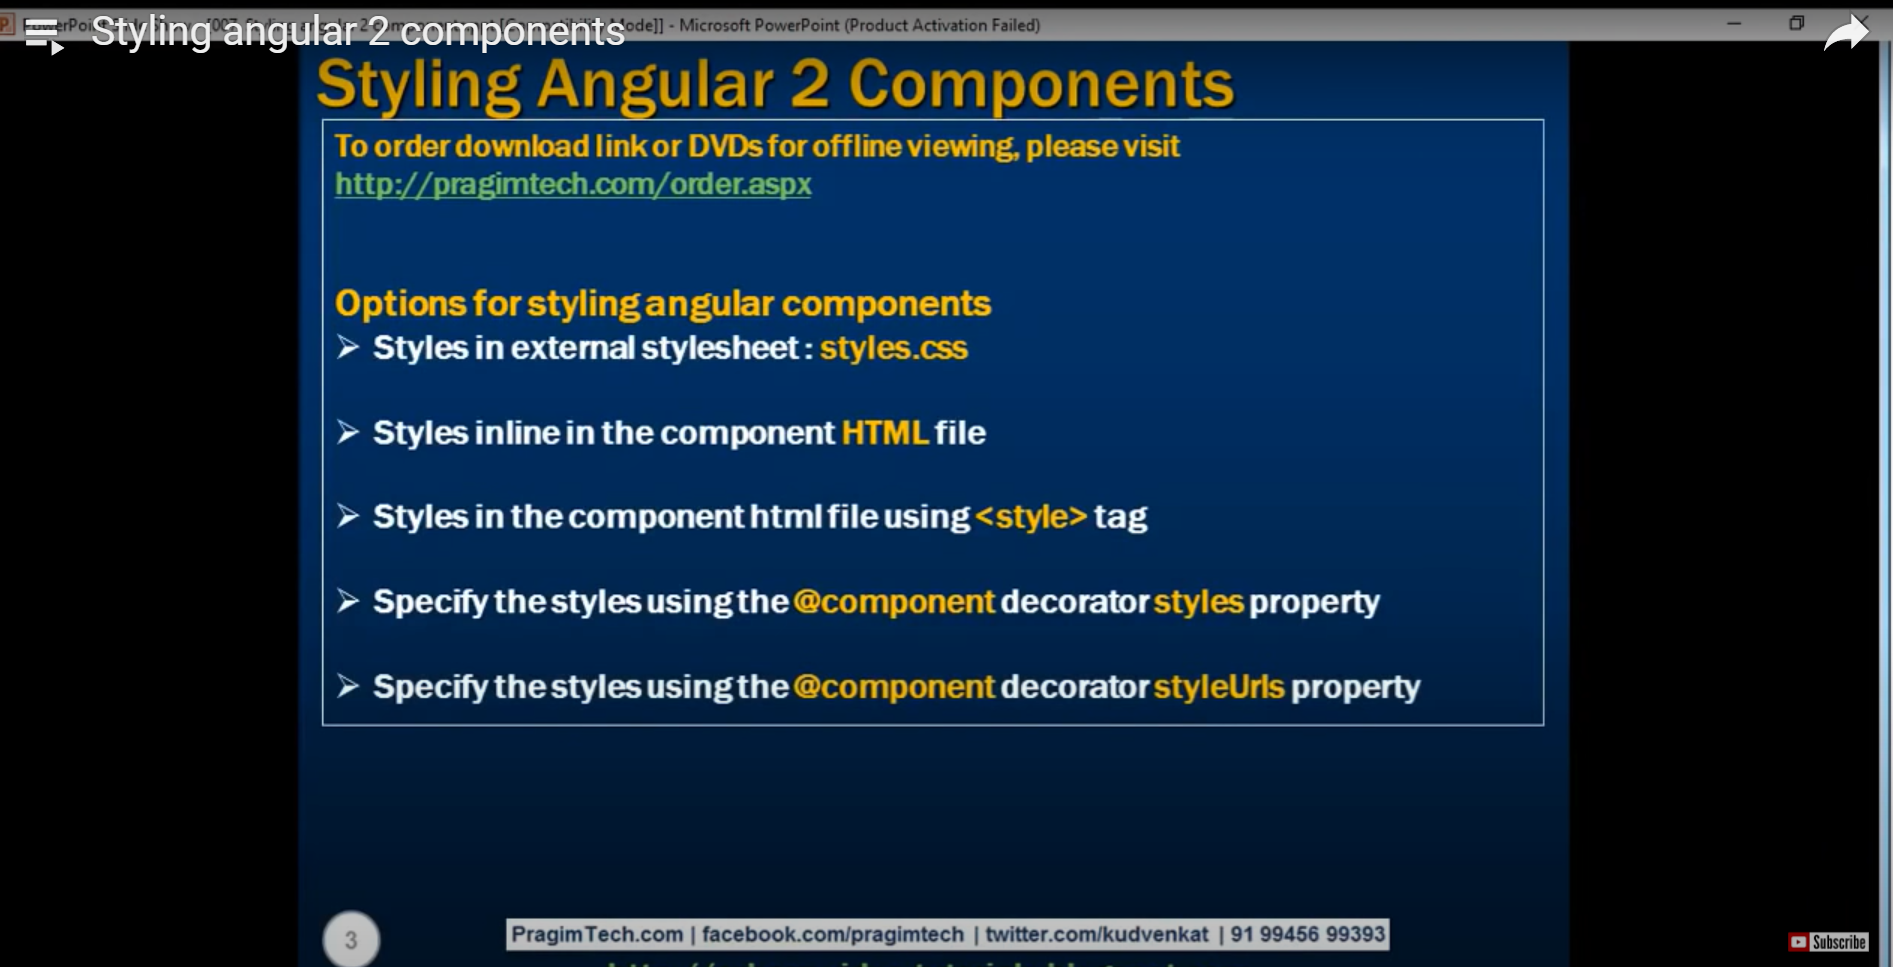 Styling angular 2 components
Mode]] - Microsoft PowerPoint (Product Activation Failed)
Styling Angular 2 Components
To order download link or DVDs for offline viewing, please visit
http://pragimtech.com/order.aspx
Options for styling angular components
➢ Styles in external stylesheet : styles.css
➢ Styles inline in the component HTML file
➢ Styles in the component html file using <style> tag
➢ Specify the styles using the @component decorator styles property
➢ Specify the styles using the @component decorator styleUrls property
3
PragimTech.com | facebook.com/pragimtech | twitter.com/kudvenkat | 91 99456 99393
Subscribe